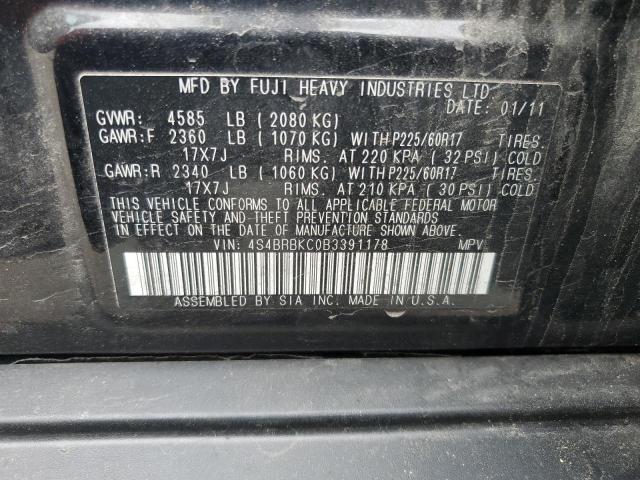 MFD BY FUJI HEAVY INDUSTRIES LTD
DATE: 01/11
GVWR: 4585 LB ( 2080 KG)
GAWR:F 2360 LB ( 1070 KG) WITH P225/60R17 TIRES.
17X7J RIMS. AT 220 KPA ( 32 PSI) COLD
GAWR:R 2340 LB ( 1060 KG) WITH P225/60R17 TIRES.
17X7J RIMS. AT 210 KPA ( 30 PSI) COLD
THIS VEHICLE CONFORMS TO ALL APPLICABLE FEDERAL MOTOR
VEHICLE SAFETY AND THEFT PREVENTION STANDARDS
IN EFFECT ON THE DATE OF MANUFACTURE SHOWN ABOVE.
VIN: 4S4BRBKC0B3391178 MPV
ASSEMBLED BY SIA INC. MADE IN U.S.A.